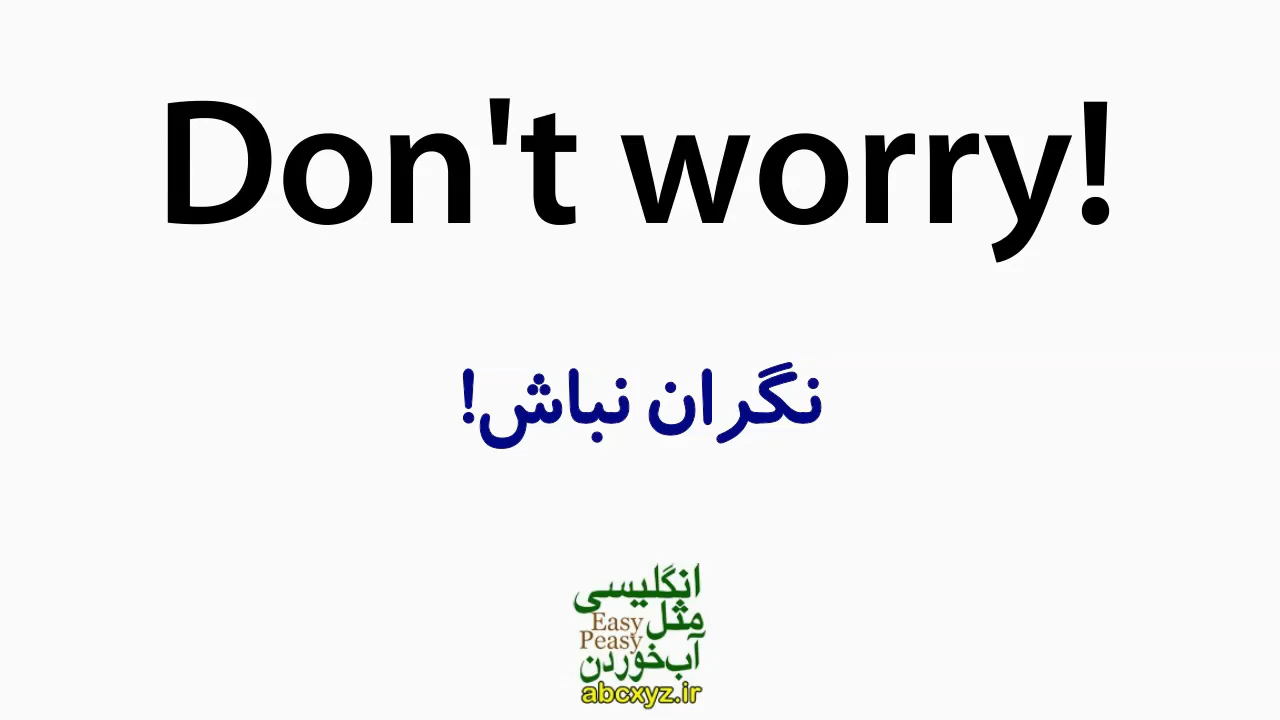 Don't worry!
نگران نباش!
انگلیسی
مثل
Easy
Peasy
آب‌خوردن
abcxyz.ir